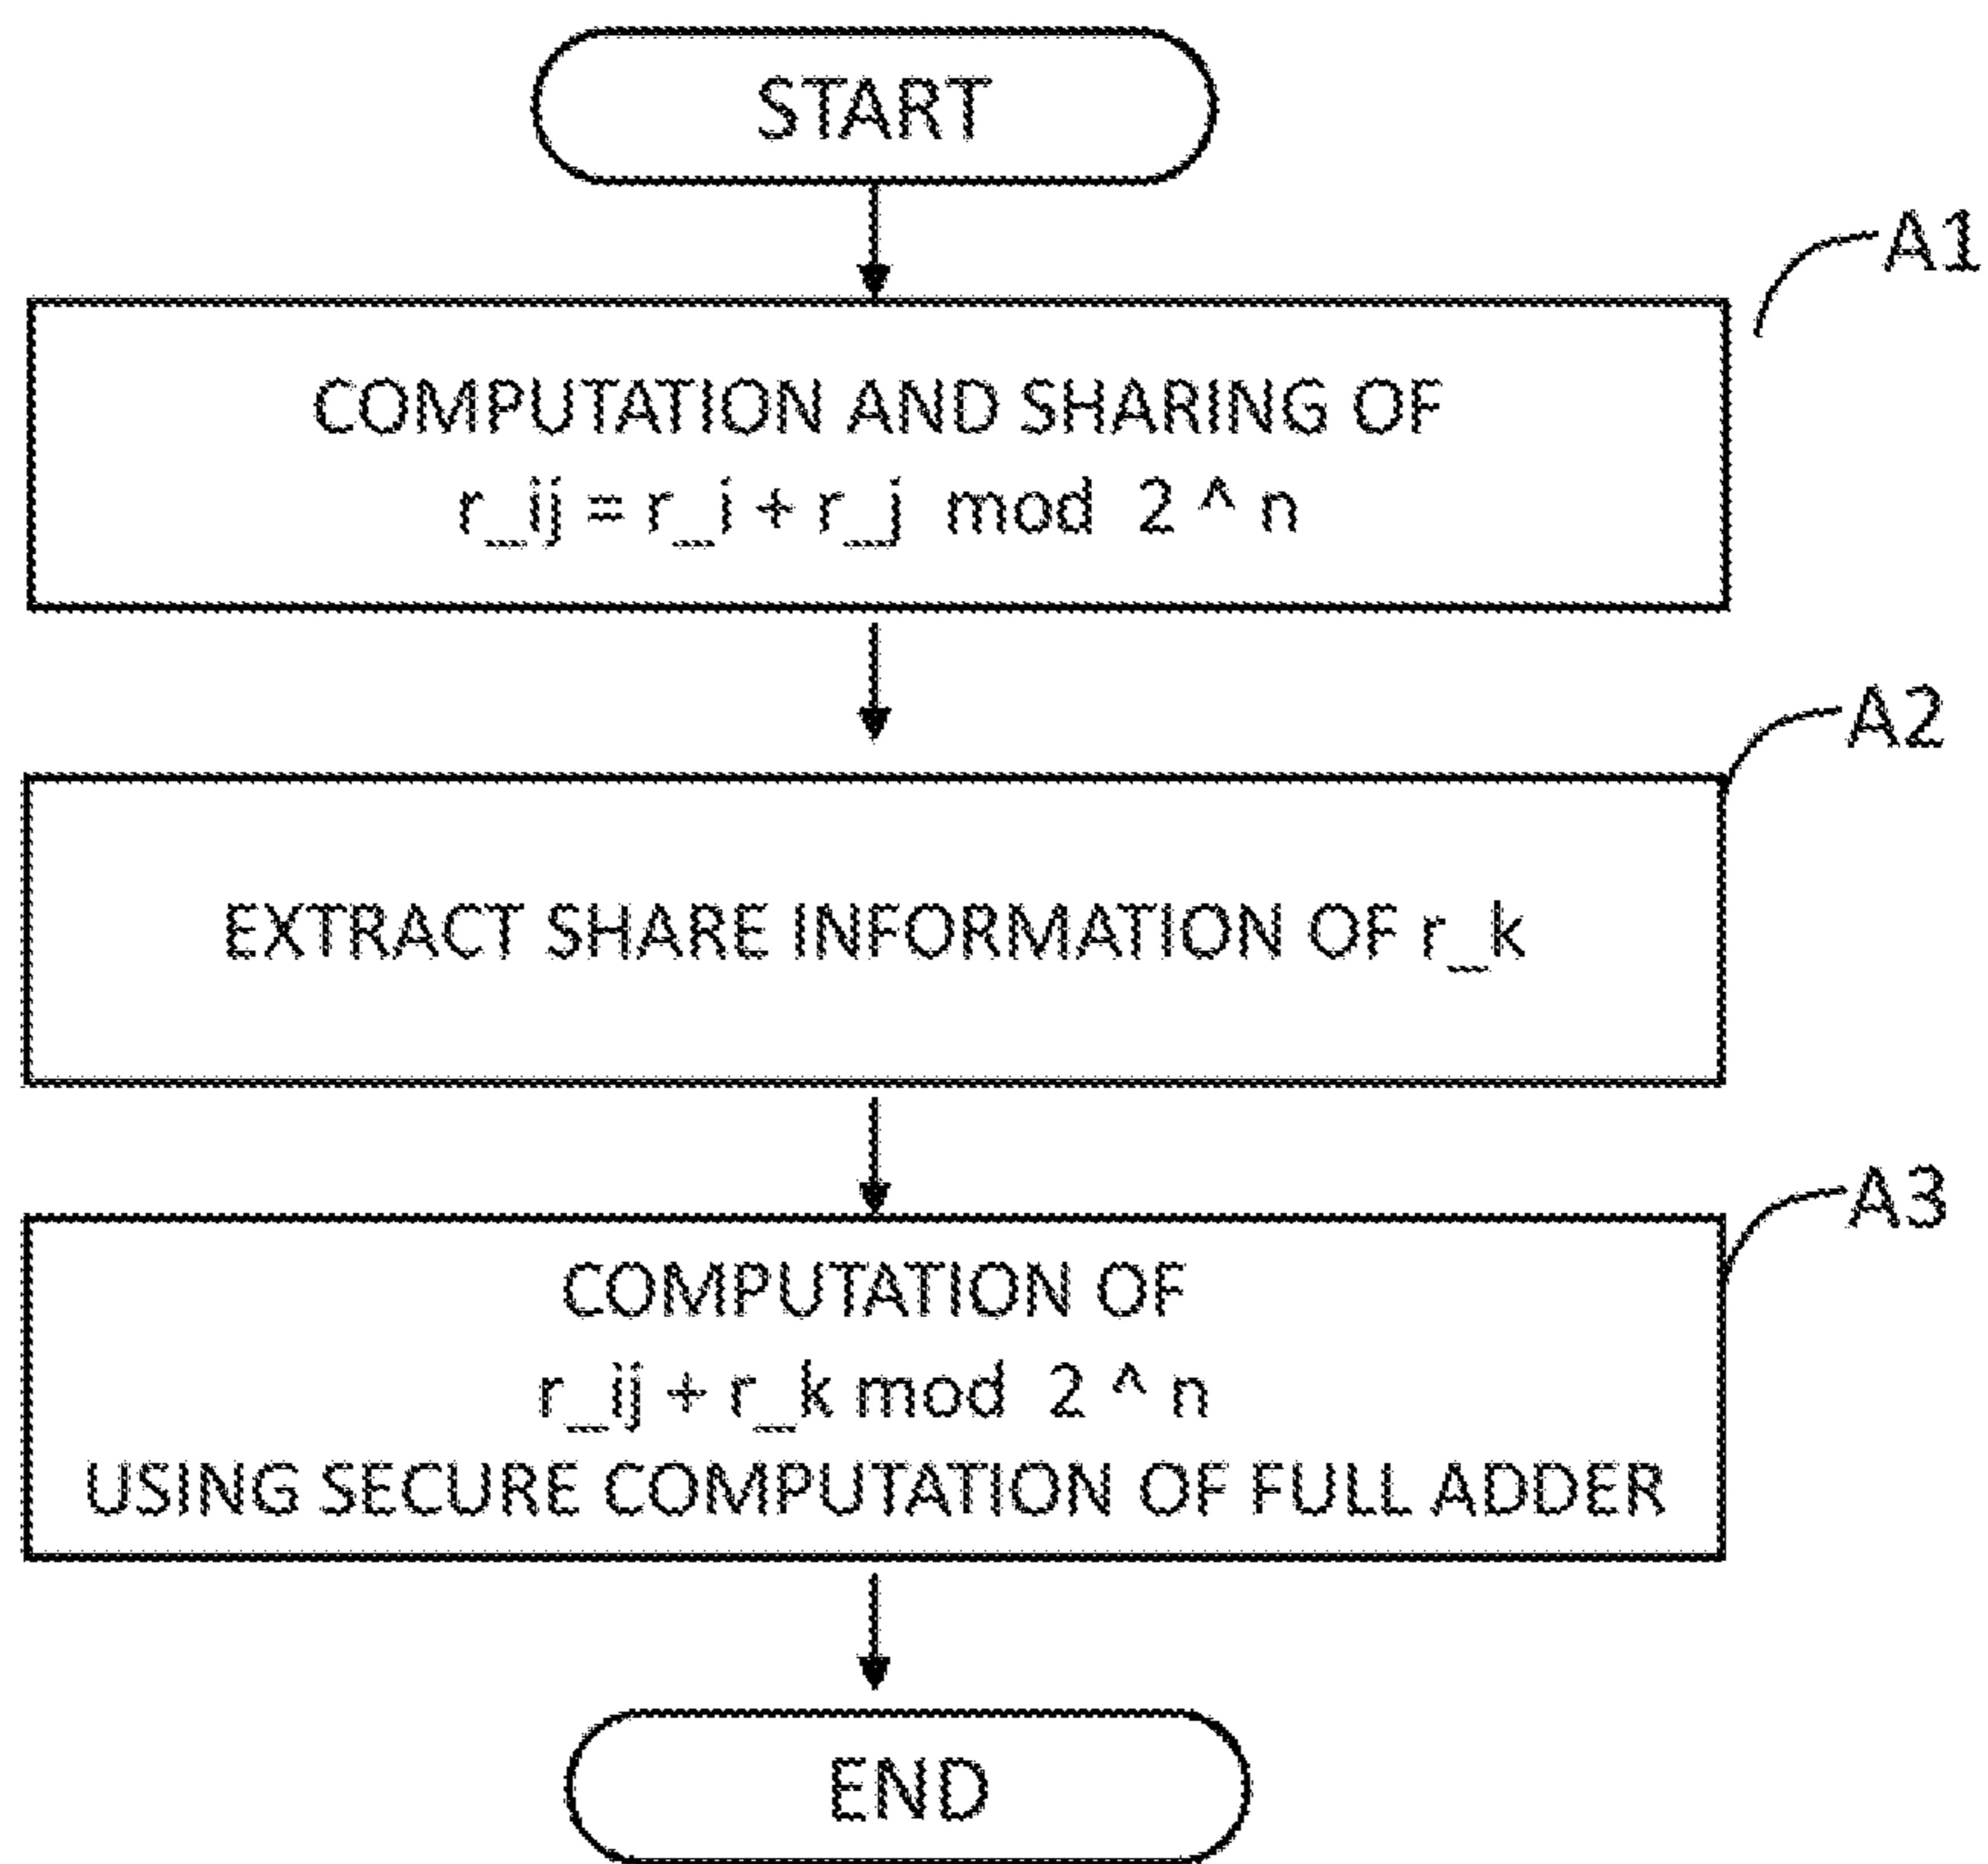 START
A1
COMPUTATION AND SHARING OF
r_ij = r_i + r_j mod 2 ^ n
A2
EXTRACT SHARE INFORMATION OF r_k
A3
COMPUTATION OF
r_ij + r_k mod 2 ^ n
USING SECURE COMPUTATION OF FULL ADDER
END